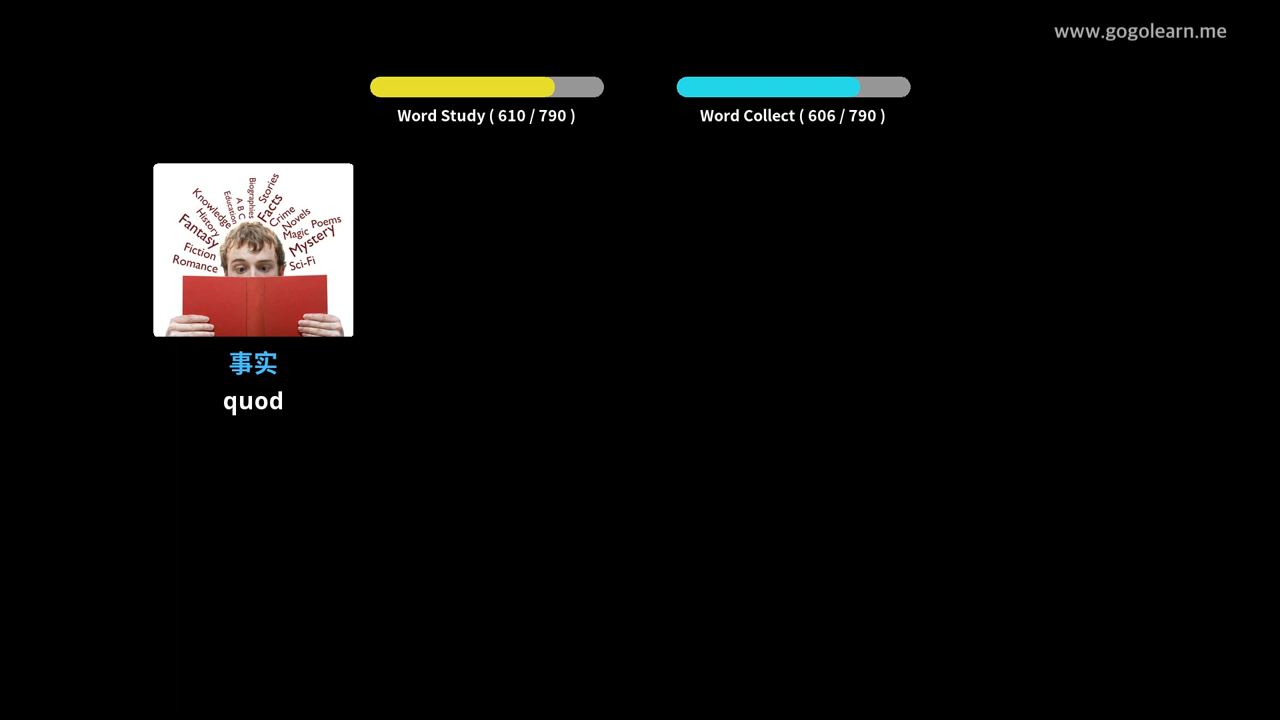 www.gogolearn.me
Word Study ( 610 / 790 )
Word Collect ( 606 / 790 )
Romance
Fiction
Fantasy
History
Knowledge
Education
A B C
Biographies
Stories
Facts
Crime
Novels
Magic
Poems
Mystery
Sci-Fi
事实
quod